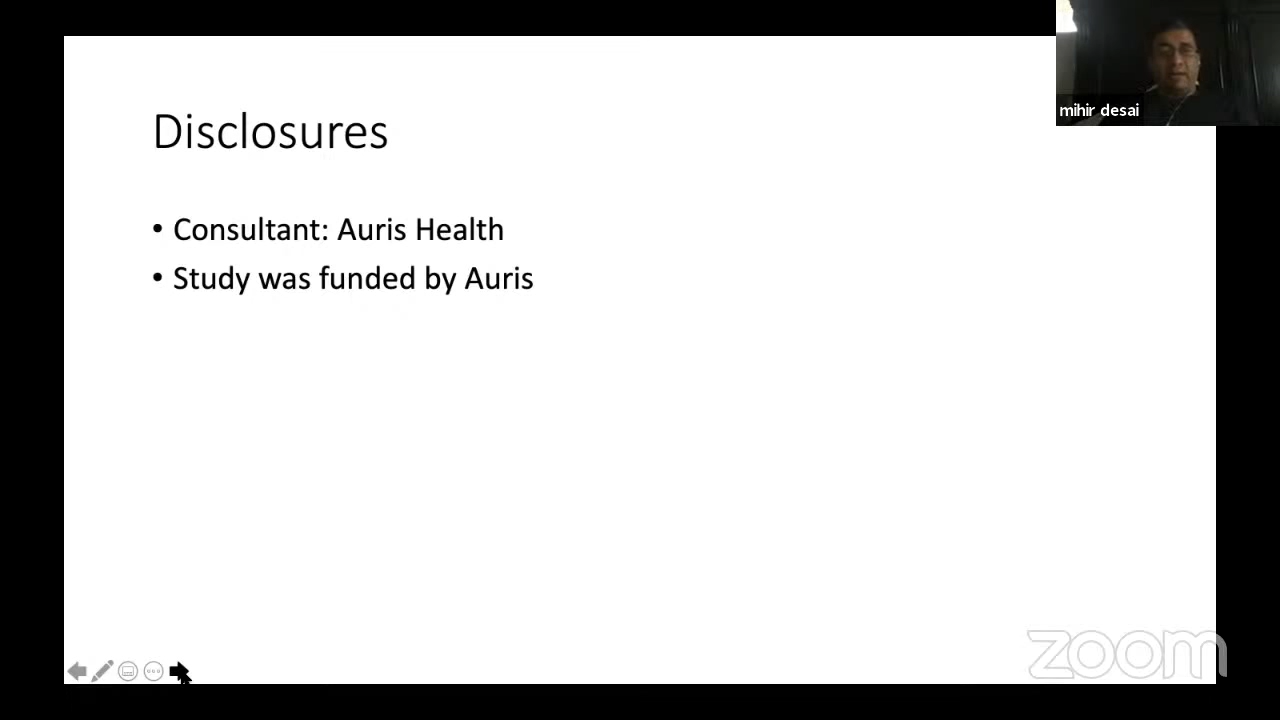 mihir desai
Disclosures
• Consultant: Auris Health
• Study was funded by Auris
zoom